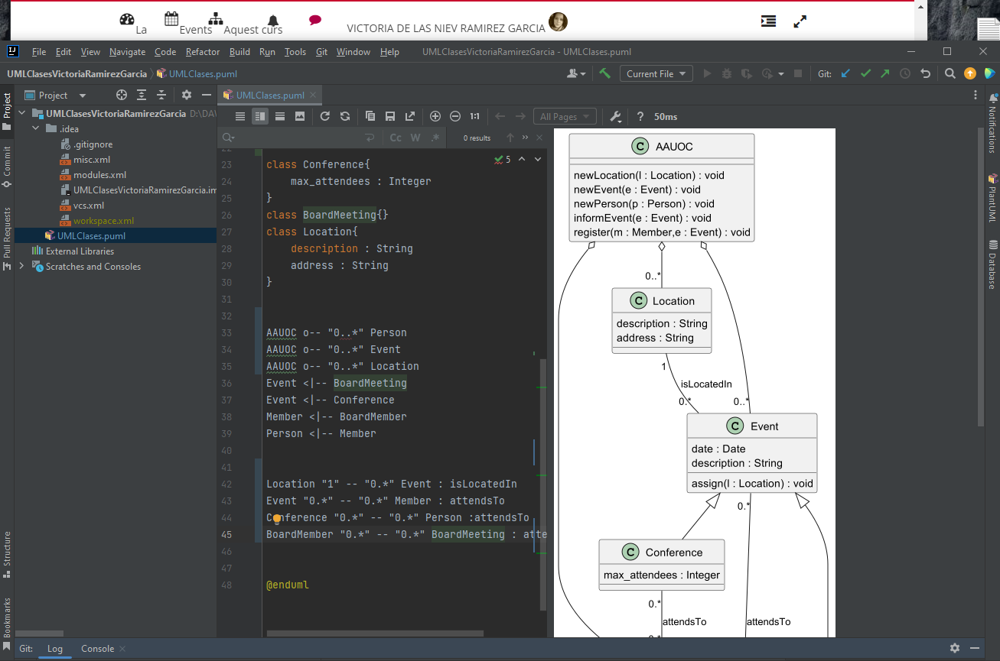 La
Events
Aquest curs
VICTORIA DE LAS NIEV RAMIREZ GARCIA
File Edit View Navigate Code Refactor Build Run Tools Git Window Help UMLClasesVictoriaRamirezGarcia - UMLClases.puml
UMLClasesVictoriaRamirezGarcia UMLClases.puml
Current File
Git:
Project
UMLClases.puml
UMLClasesVictoriaRamirezGarcia D:\DAW
.idea
.gitignore
misc.xml
modules.xml
UMLClasesVictoriaRamirezGarcia.im
vcs.xml
workspace.xml
UMLClases.puml
External Libraries
Scratches and Consoles
Project
Commit
Pull Requests
Structure
Bookmarks
1:1
All Pages
? 50ms
Cc W .* 0 results
5
22
23 class Conference{
24 max_attendees : Integer
25 }
26 class BoardMeeting{}
27 class Location{
28 description : String
29 address : String
30 }
31
32
33 AAUOC o-- "0..*" Person
34 AAUOC o-- "0..*" Event
35 AAUOC o-- "0..*" Location
36 Event <|-- BoardMeeting
37 Event <|-- Conference
38 Member <|-- BoardMember
39 Person <|-- Member
40
41
42 Location "1" -- "0.*" Event : isLocatedIn
43 Event "0.*" -- "0.*" Member : attendsTo
44 Conference "0.*" -- "0.*" Person :attendsTo
45 BoardMember "0.*" -- "0.*" BoardMeeting : atte
46
47
48 @enduml
C AAUOC
newLocation(l : Location) : void
newEvent(e : Event) : void
newPerson(p : Person) : void
informEvent(e : Event) : void
register(m : Member,e : Event) : void
0..*
C Location
description : String
address : String
1
isLocatedIn
0.*
0..*
C Event
date : Date
description : String
assign(l : Location) : void
0.*
C Conference
max_attendees : Integer
0.*
attendsTo
attendsTo
0.*
Notifications
PlantUML
Database
Git: Log Console